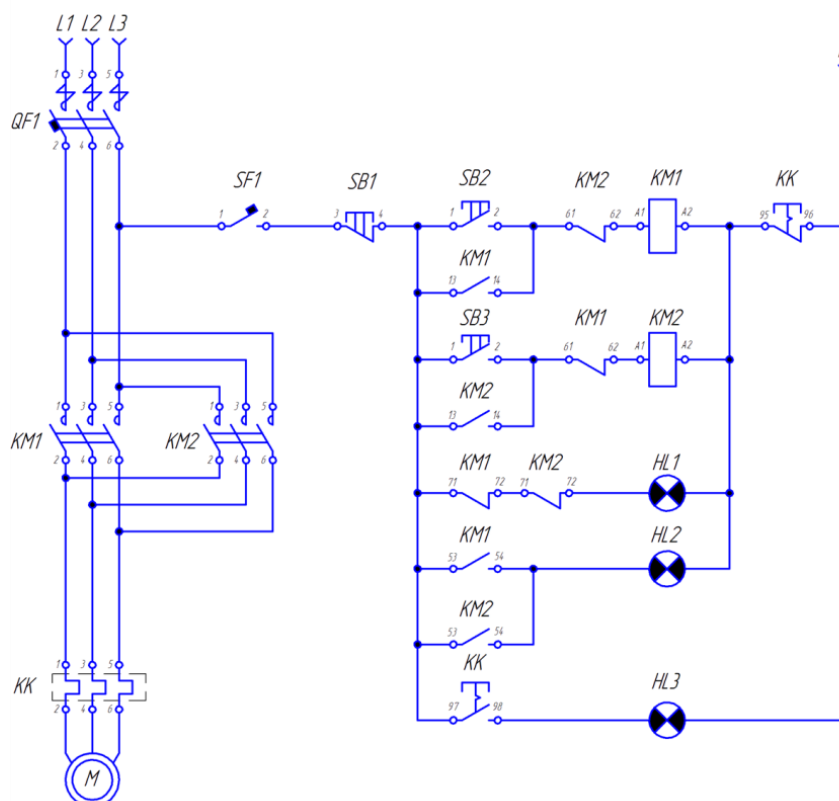 L1 L2 L3
1 3 5
QF1
2 4 6
SF1 SB1 SB2 KM2 KM1 KK
1 2 3 4 1 2 61 62 A1 A2 95 96
KM1
13 14
SB3 KM1 KM2
1 2 61 62 A1 A2
KM2
13 14
1 3 5 1 3 5
KM1 KM2
2 4 6 2 4 6
KM1 KM2 HL1
71 72 71 72
KM1 HL2
53 54
KM2
53 54
KK HL3
97 98
1 3 5
KK
2 4 6
M